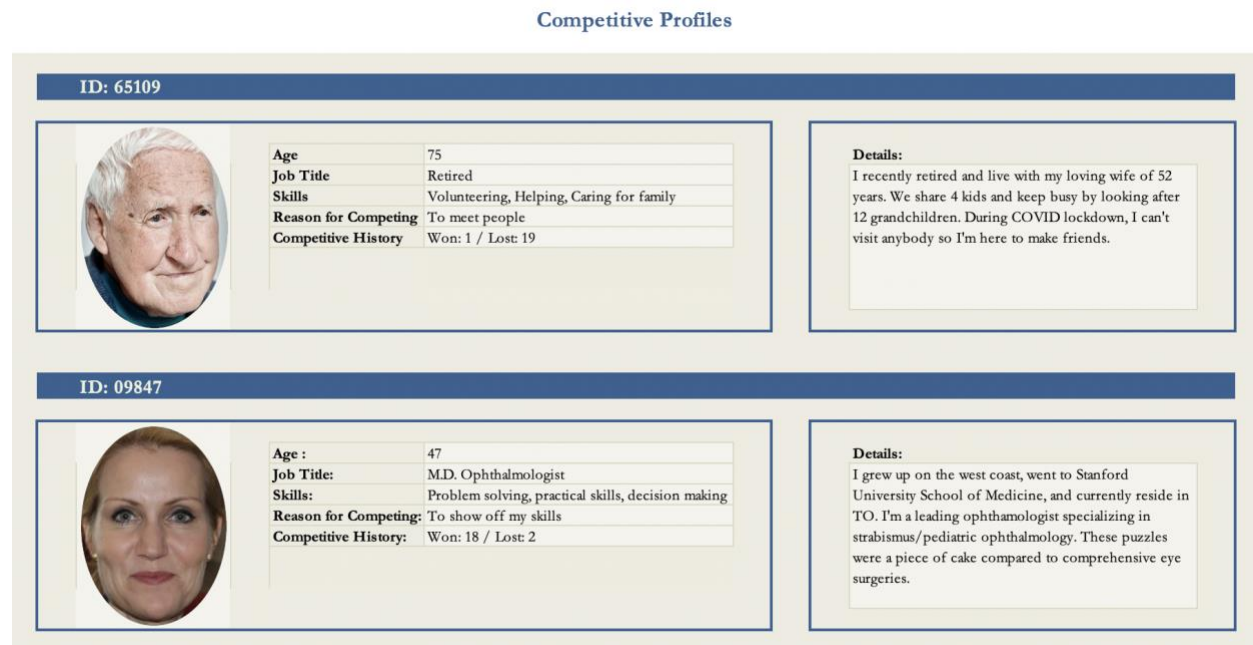 Competitive Profiles
ID: 65109
Age 75
Job Title Retired
Skills Volunteering, Helping, Caring for family
Reason for Competing To meet people
Competitive History Won: 1 / Lost: 19
Details:
I recently retired and live with my loving wife of 52
years. We share 4 kids and keep busy by looking after
12 grandchildren. During COVID lockdown, I can't
visit anybody so I'm here to make friends.
ID: 09847
Age : 47
Job Title: M.D. Ophthalmologist
Skills: Problem solving, practical skills, decision making
Reason for Competing: To show off my skills
Competitive History: Won: 18 / Lost: 2
Details:
I grew up on the west coast, went to Stanford
University School of Medicine, and currently reside in
TO. I'm a leading ophthamologist specializing in
strabismus/pediatric ophthalmology. These puzzles
were a piece of cake compared to comprehensive eye
surgeries.